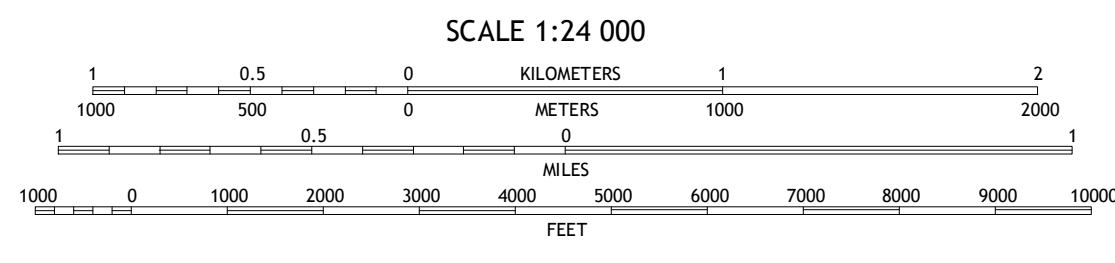 SCALE 1:24 000
1 0.5 0 KILOMETERS 1 2
1000 500 0 METERS 1000 2000
1 0.5 0 1
MILES
1000 0 1000 2000 3000 4000 5000 6000 7000 8000 9000 10000
FEET